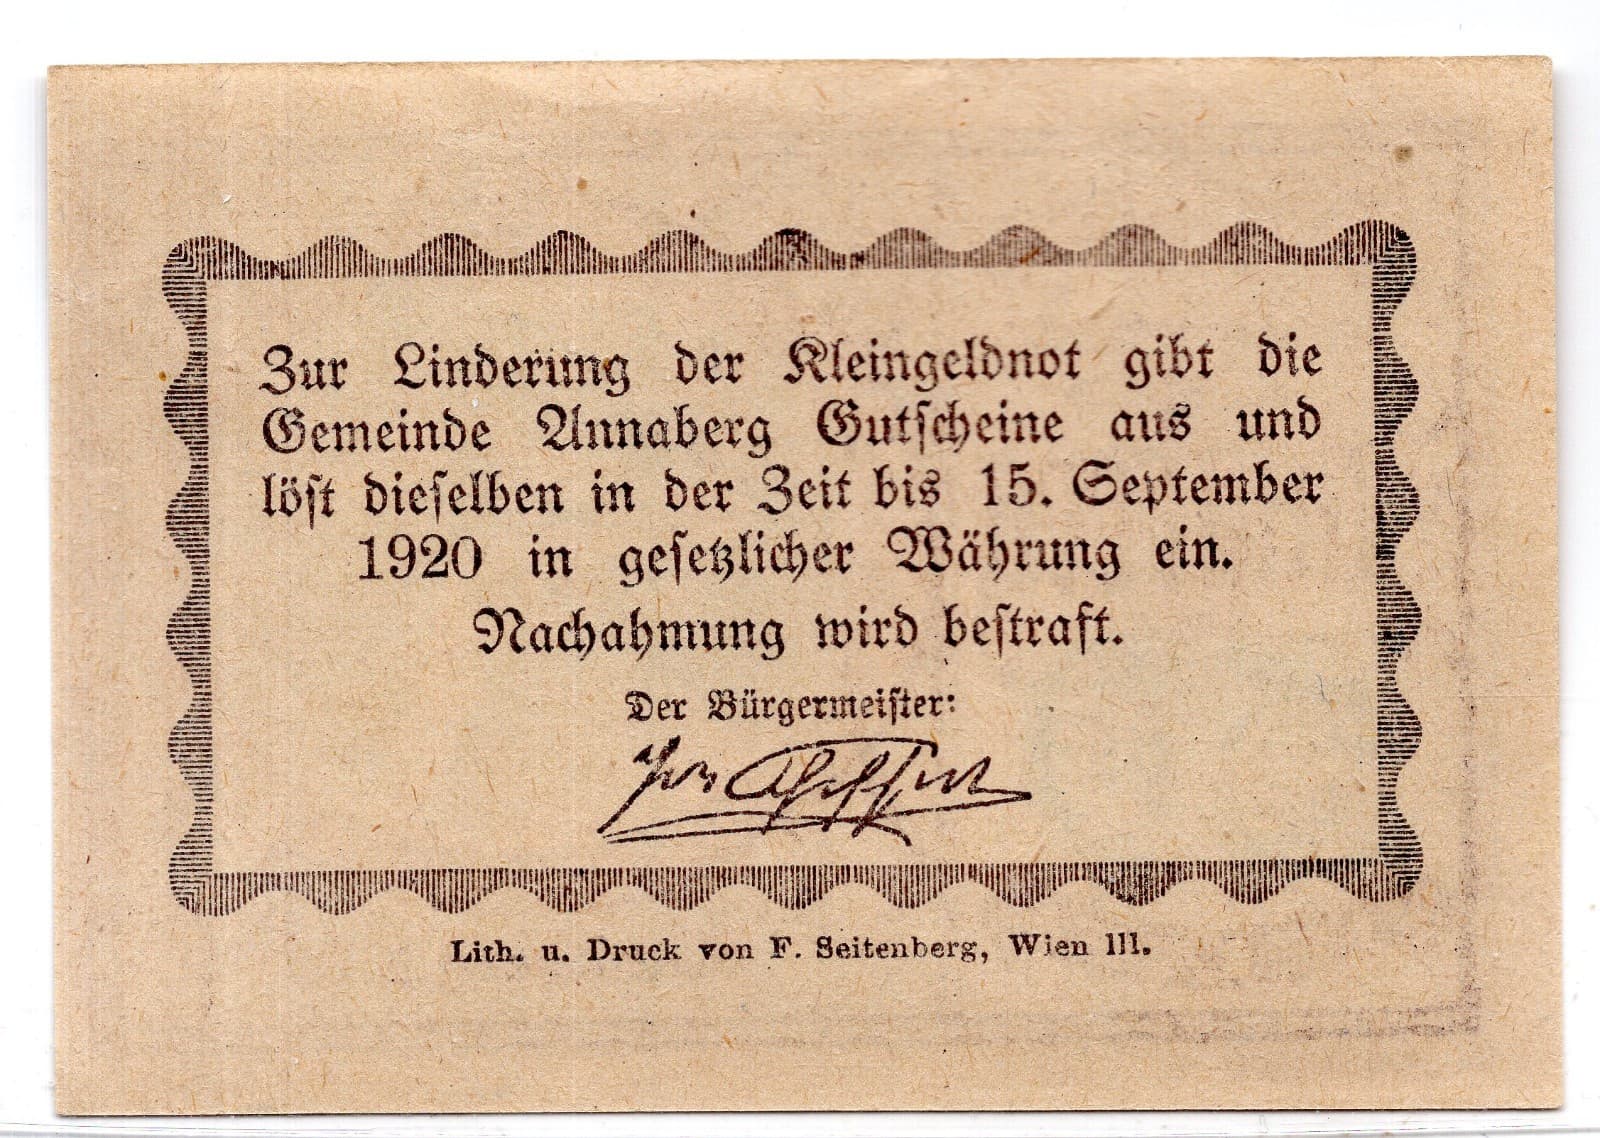 Zur Linderung der Kleingeldnot gibt die
Gemeinde Annaberg Gutscheine aus und
löst dieselben in der Zeit bis 15. September
1920 in gesetzlicher Währung ein.
Nachahmung wird bestraft.
Der Bürgermeister:
Lith. u. Druck von F. Seitenberg, Wien III.